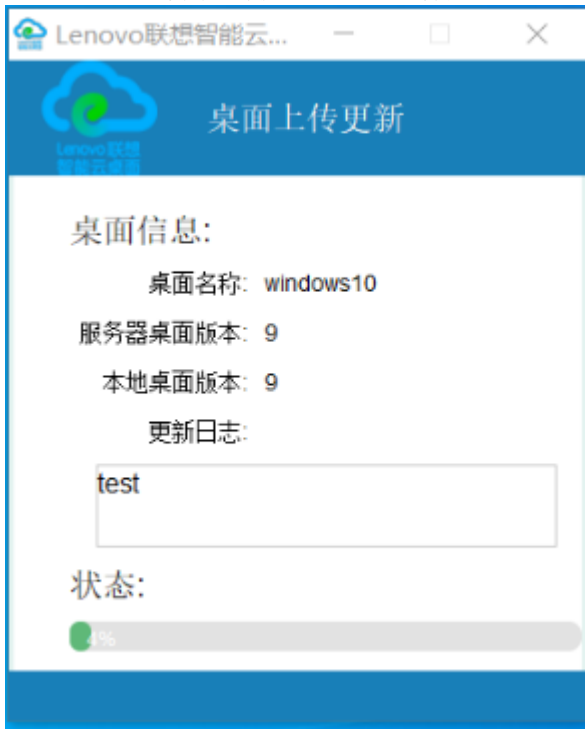 Lenovo联想智能云...
桌面上传更新
Lenovo联想
智能云桌面
桌面信息:
桌面名称: windows10
服务器桌面版本: 9
本地桌面版本: 9
更新日志:
test
状态:
4%